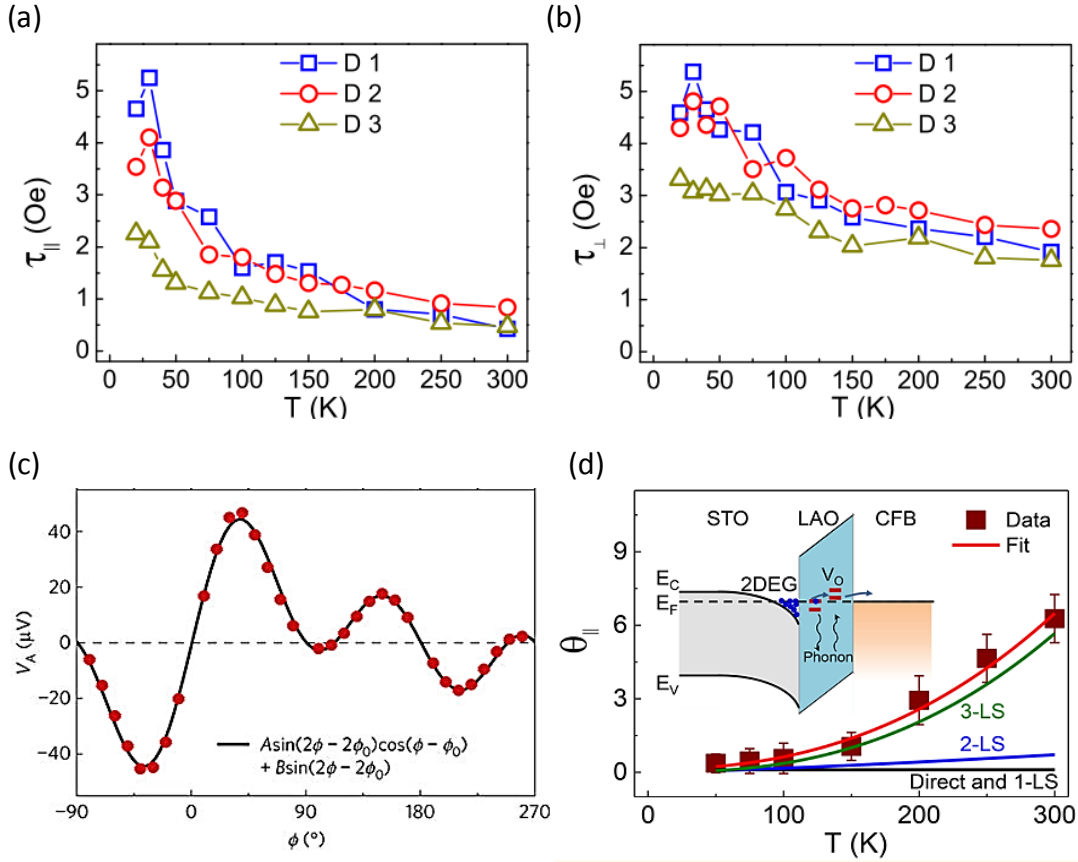 (a)
(b)
D 1
D 2
D 3
τ∥ (Oe)
5
4
3
2
1
0
0 50 100 150 200 250 300
T (K)
D 1
D 2
D 3
τ⊥ (Oe)
5
4
3
2
1
0
0 50 100 150 200 250 300
T (K)
(c)
(d)
V_A (μV)
40
20
0
−20
−40
Asin(2ϕ − 2ϕ₀)cos(ϕ − ϕ₀)
+ Bsin(2ϕ − 2ϕ₀)
−90 0 90 180 270
ϕ (°)
θ∥
9
6
3
0
STO LAO CFB
Data
Fit
2DEG
V_O
E_C
E_F
Phonon
E_V
3-LS
2-LS
Direct and 1-LS
0 50 100 150 200 250 300
T (K)